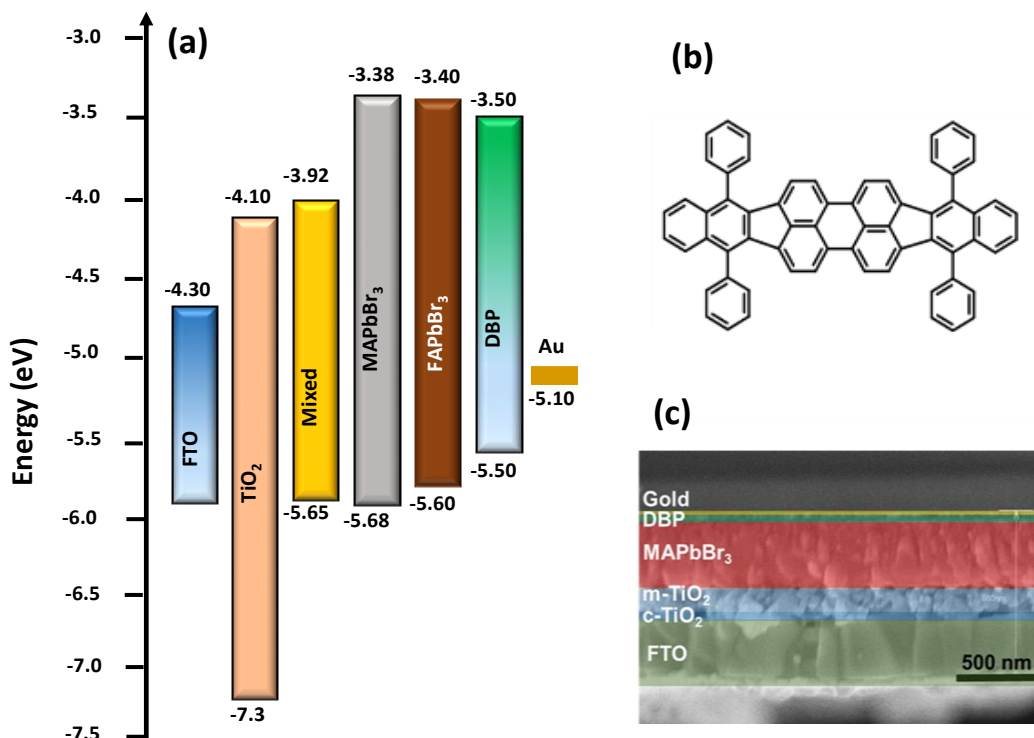 (a)
Energy (eV)
-3.0
-3.5
-4.0
-4.5
-5.0
-5.5
-6.0
-6.5
-7.0
-7.5
-4.30
FTO
-4.10
TiO₂
-7.3
-3.92
Mixed
-5.65
-3.38
MAPbBr₃
-5.68
-3.40
FAPbBr₃
-5.60
-3.50
DBP
-5.50
Au
-5.10
(b)
(c)
Gold
DBP
MAPbBr₃
m-TiO₂
c-TiO₂
FTO
500 nm